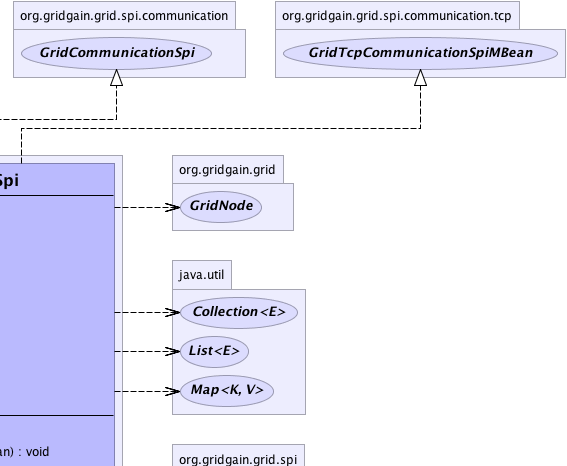 org.gridgain.grid.spi.communication
GridCommunicationSpi
org.gridgain.grid.spi.communication.tcp
GridTcpCommunicationSpiMBean
Spi
org.gridgain.grid
GridNode
java.util
Collection<E>
List<E>
Map<K, V>
an) : void
org.gridgain.grid.spi